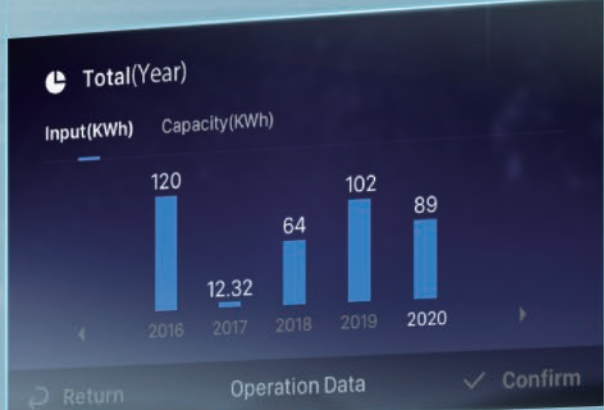 Total(Year)
Input(KWh) Capacity(KWh)
120
102
89
64
12.32
2016 2017 2018 2019 2020
Return Operation Data Confirm